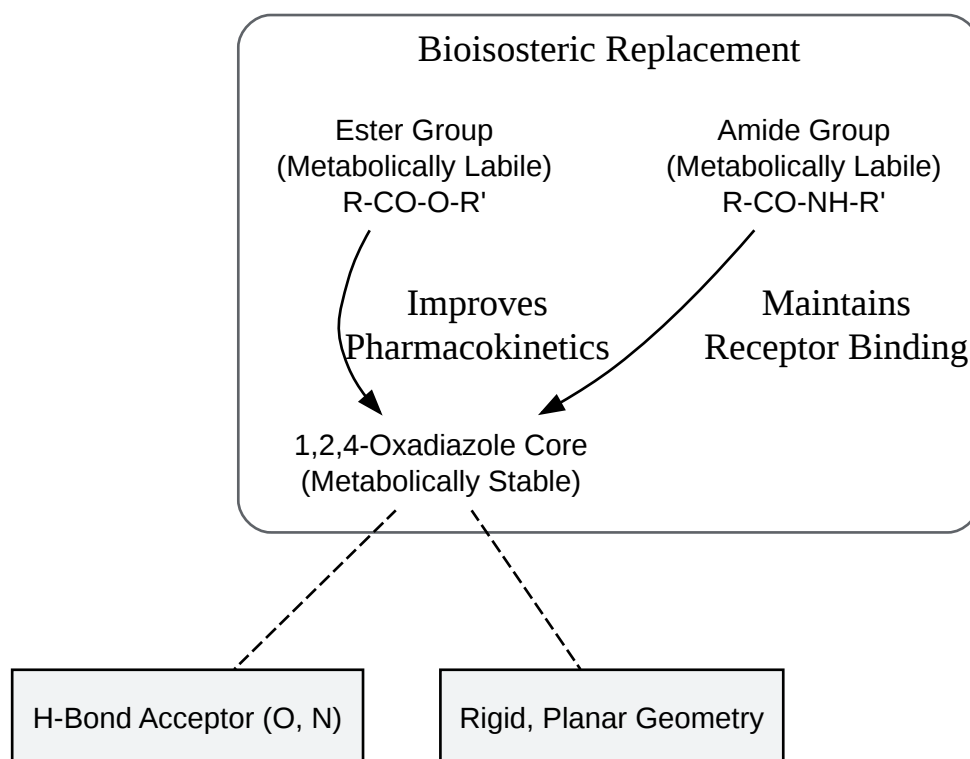 Bioisosteric Replacement
Ester Group
(Metabolically Labile)
R-CO-O-R'
Amide Group
(Metabolically Labile)
R-CO-NH-R'
Improves
Pharmacokinetics
Maintains
Receptor Binding
1,2,4-Oxadiazole Core
(Metabolically Stable)
H-Bond Acceptor (O, N)
Rigid, Planar Geometry